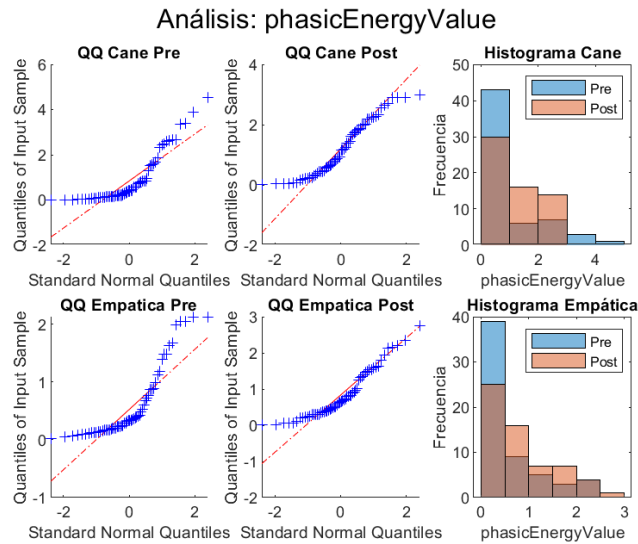 Análisis: phasicEnergyValue
QQ Cane Pre
Quantiles of Input Sample
6
4
2
0
-2
-2
0
2
Standard Normal Quantiles
QQ Cane Post
Quantiles of Input Sample
4
2
0
-2
-2
0
2
Standard Normal Quantiles
Histograma Cane
Frecuencia
50
40
30
20
10
0
Pre
Post
0
2
4
phasicEnergyValue
QQ Empatica Pre
Quantiles of Input Sample
2
1
0
-1
-2
0
2
Standard Normal Quantiles
QQ Empatica Post
Quantiles of Input Sample
3
2
1
0
-1
-2
-2
0
2
Standard Normal Quantiles
Histograma Empática
Frecuencia
40
30
20
10
0
Pre
Post
0
1
2
3
phasicEnergyValue